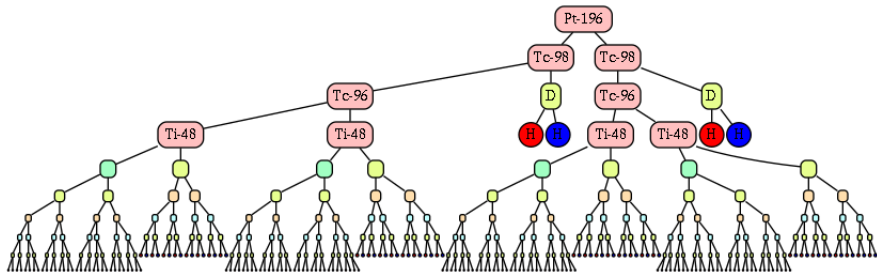 Pt-196
Tc-98 Tc-98
Tc-96 D Tc-96 D
Ti-48 Ti-48 H H Ti-48 Ti-48 H H